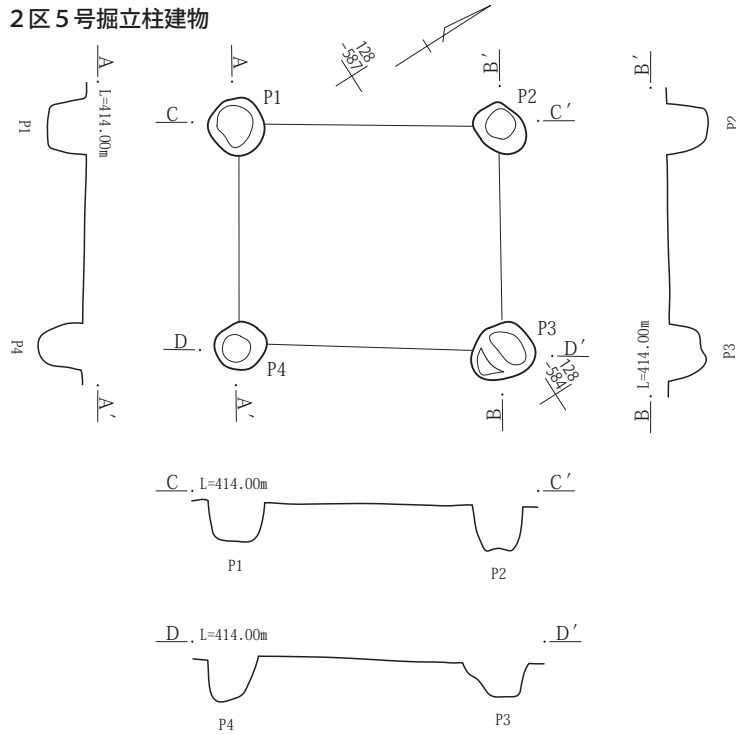 2区5号掘立柱建物
A
L=414.00m
P1
P4
A′
A
C
P1
128
-587
B′
P2
C′
D
P4
A′
P3
D′
128
-584
B
B′
P2
P3
L=414.00m
B
C
L=414.00m
C′
P1
P2
D
L=414.00m
D′
P4
P3